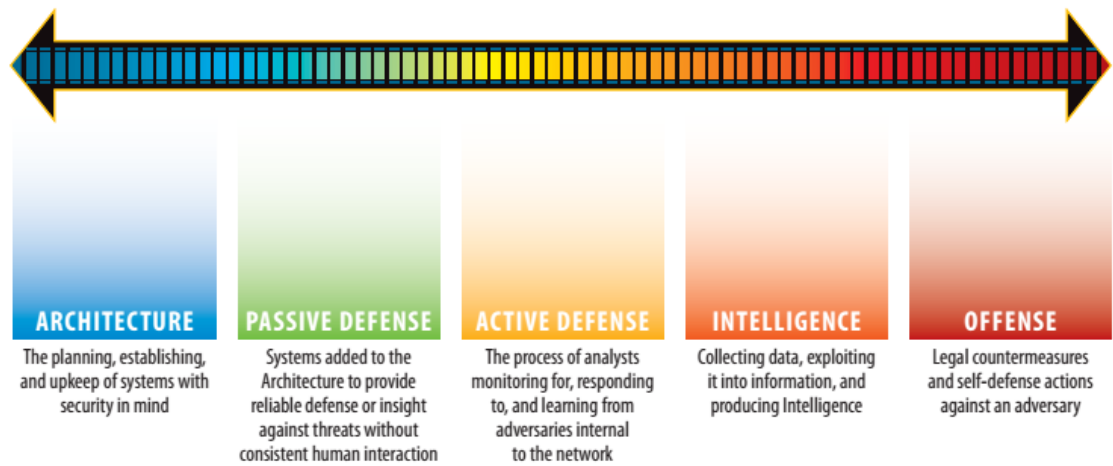 ARCHITECTURE
The planning, establishing,
and upkeep of systems with
security in mind
PASSIVE DEFENSE
Systems added to the
Architecture to provide
reliable defense or insight
against threats without
consistent human interaction
ACTIVE DEFENSE
The process of analysts
monitoring for, responding
to, and learning from
adversaries internal
to the network
INTELLIGENCE
Collecting data, exploiting
it into information, and
producing Intelligence
OFFENSE
Legal countermeasures
and self-defense actions
against an adversary